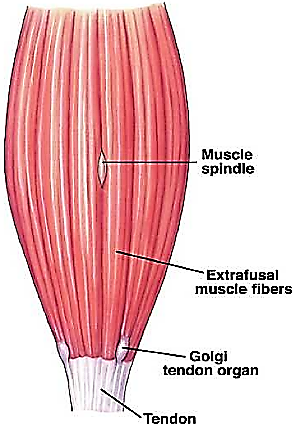 Muscle
spindle
Extrafusal
muscle fibers
Golgi
tendon organ
Tendon